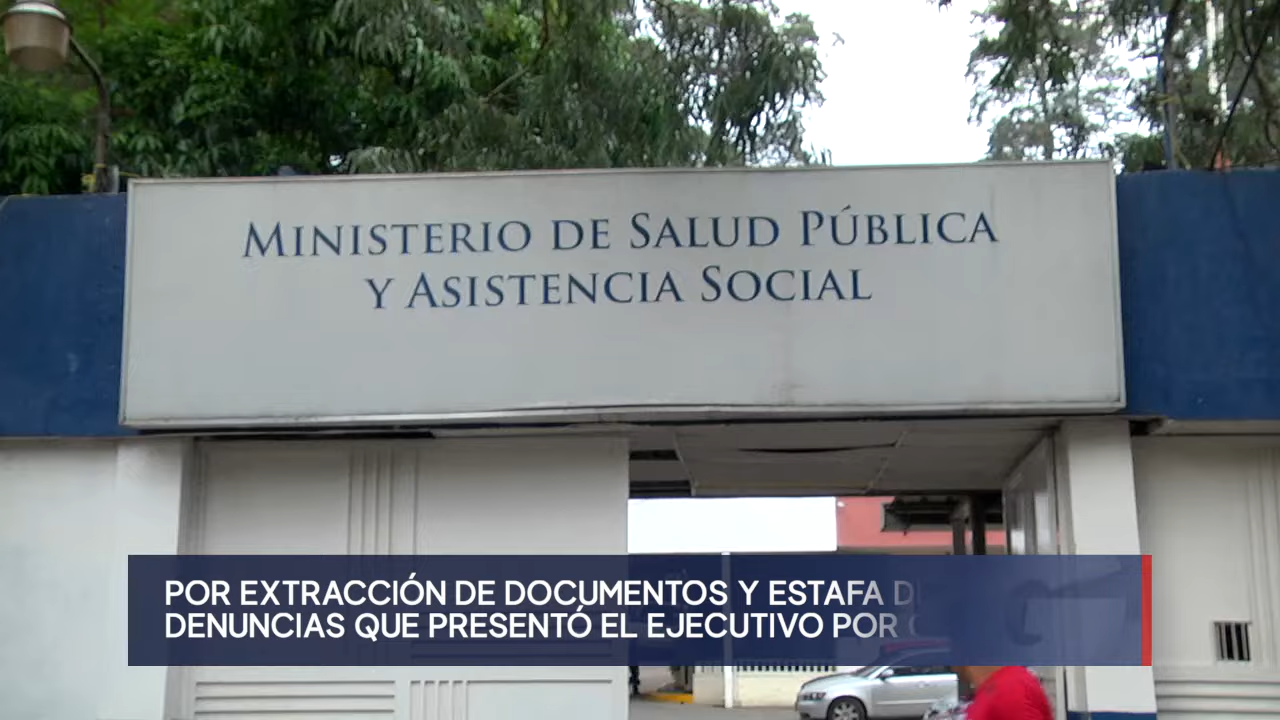 MINISTERIO DE SALUD PÚBLICA
Y ASISTENCIA SOCIAL
POR EXTRACCIÓN DE DOCUMENTOS Y ESTAFA
DENUNCIAS QUE PRESENTÓ EL EJECUTIVO POR